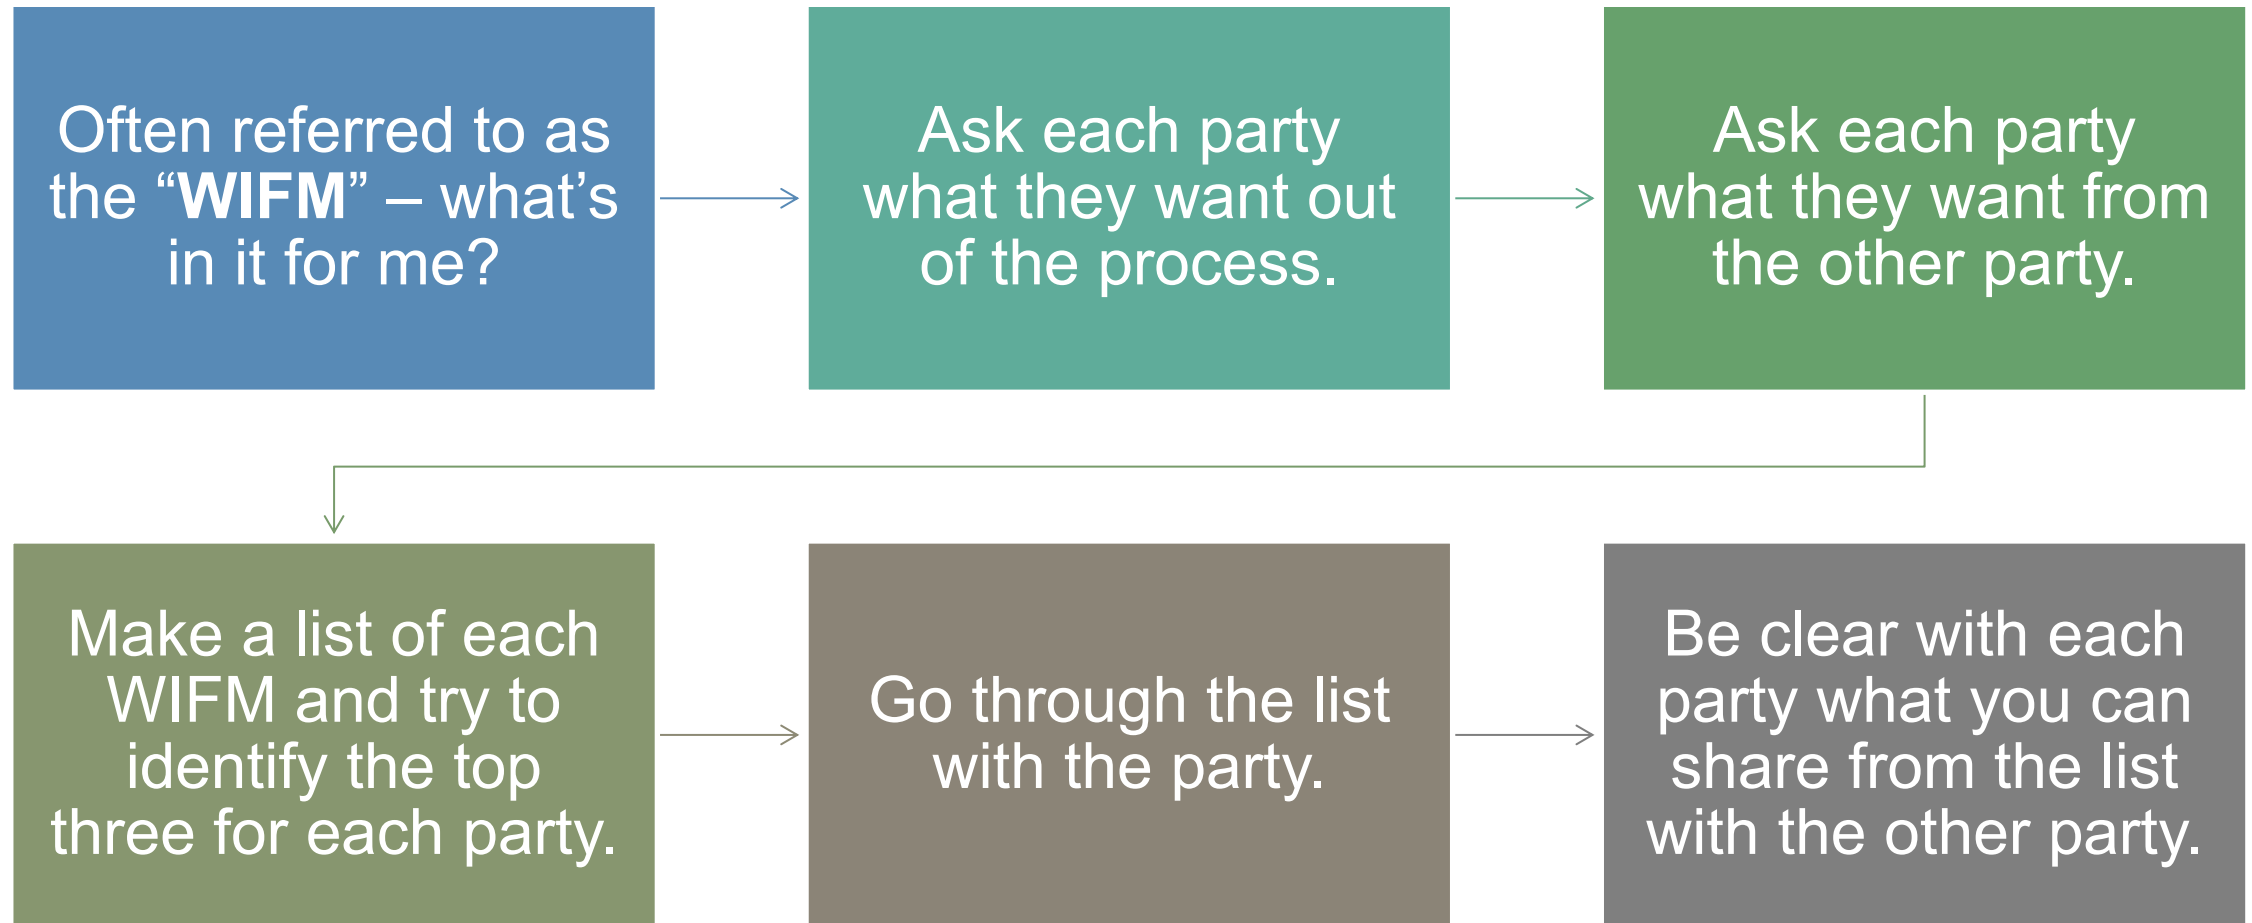 Often referred to as
the “WIFM” – what’s
in it for me?
Ask each party
what they want out
of the process.
Ask each party
what they want from
the other party.
Make a list of each
WIFM and try to
identify the top
three for each party.
Go through the list
with the party.
Be clear with each
party what you can
share from the list
with the other party.